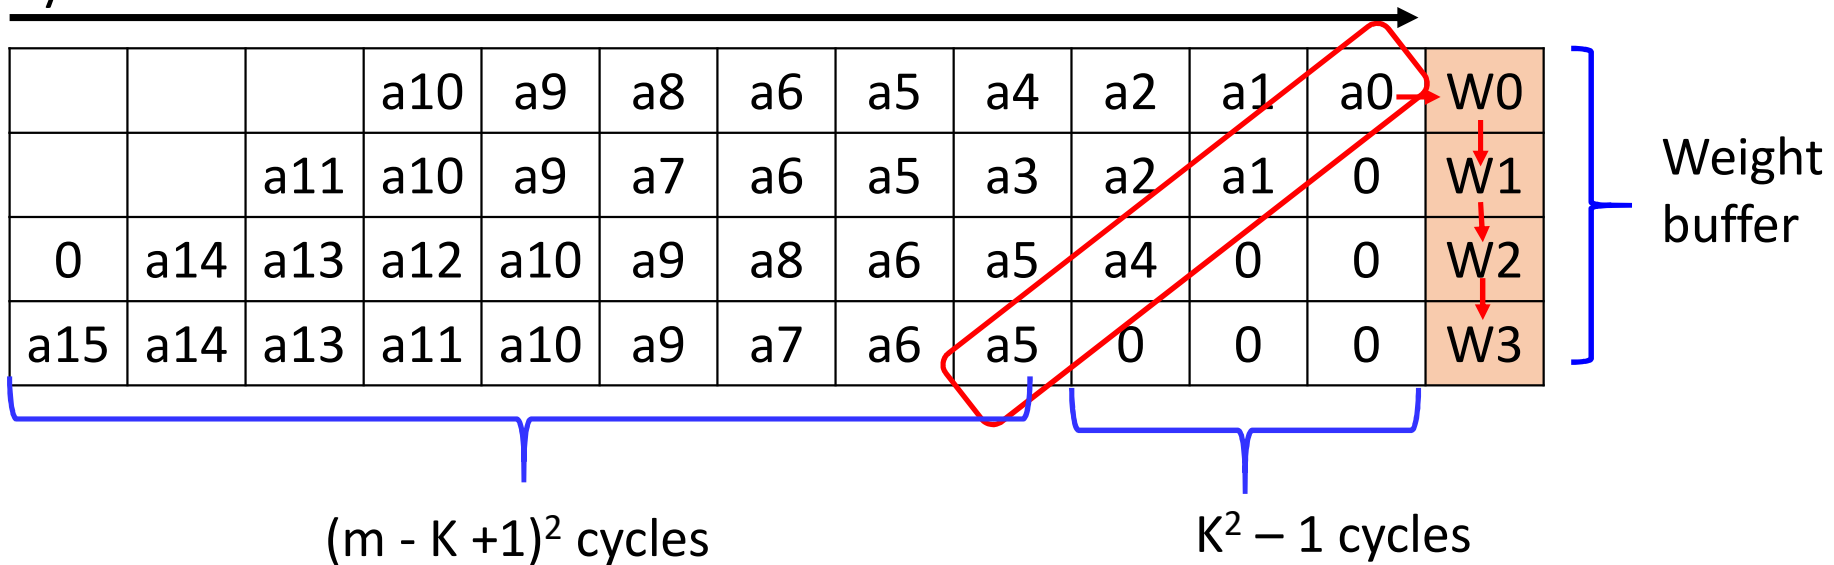 a10 a9 a8 a6 a5 a4 a2 a1 a0 W0
a11 a10 a9 a7 a6 a5 a3 a2 a1 0 W1
0 a14 a13 a12 a10 a9 a8 a6 a5 a4 0 0 W2
a15 a14 a13 a11 a10 a9 a7 a6 a5 0 0 0 W3
Weight
buffer
(m - K +1)² cycles
K² – 1 cycles